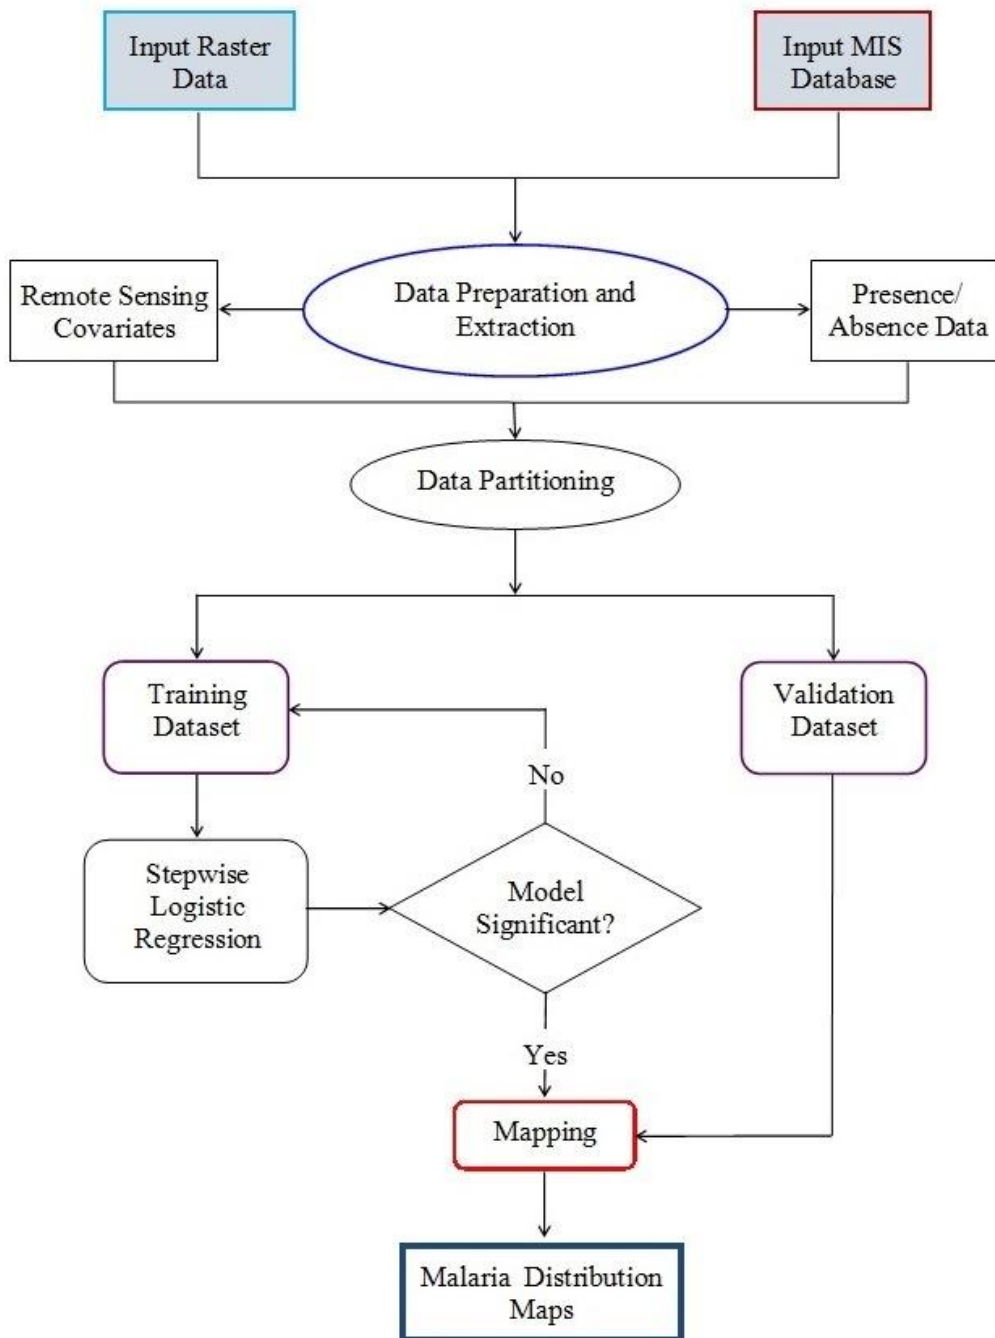 Input Raster
Data
Input MIS
Database
Remote Sensing
Covariates
Data Preparation and
Extraction
Presence/
Absence Data
Data Partitioning
Training
Dataset
Validation
Dataset
No
Stepwise
Logistic
Regression
Model
Significant?
Yes
Mapping
Malaria Distribution
Maps